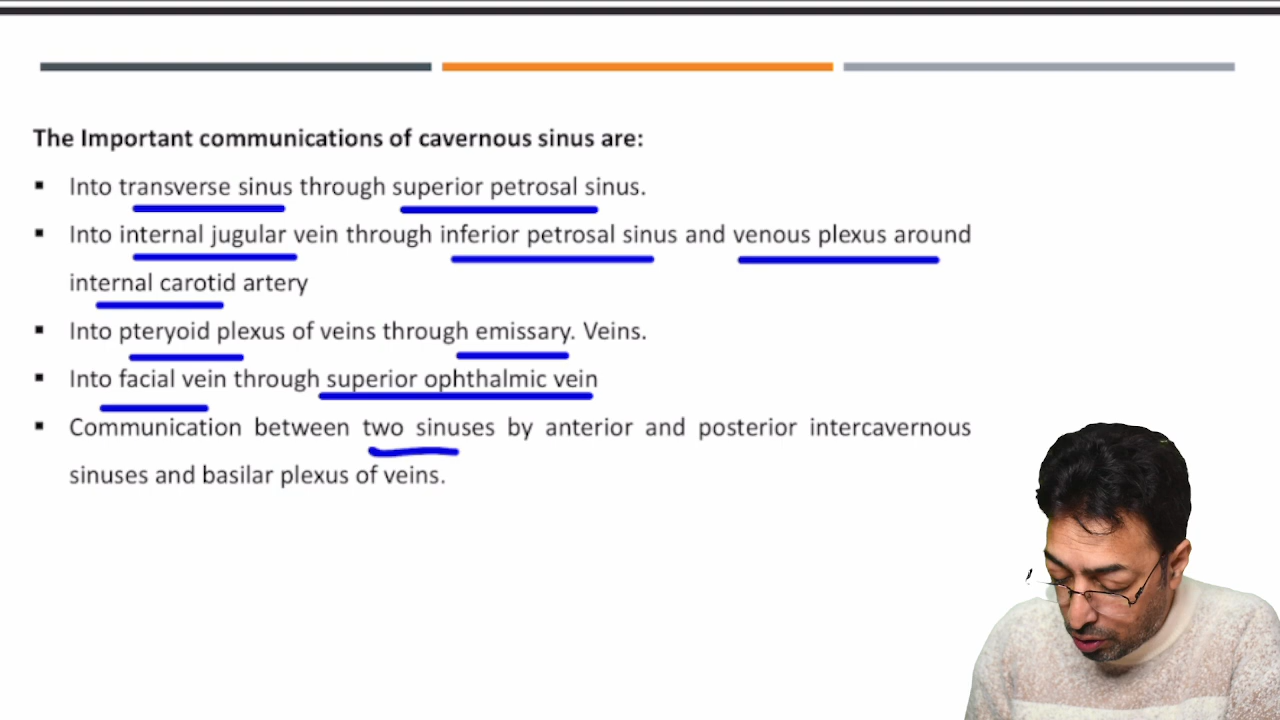 The Important communications of cavernous sinus are:
▪ Into transverse sinus through superior petrosal sinus.
▪ Into internal jugular vein through inferior petrosal sinus and venous plexus around
internal carotid artery
▪ Into pteryoid plexus of veins through emissary. Veins.
▪ Into facial vein through superior ophthalmic vein
▪ Communication between two sinuses by anterior and posterior intercavernous
sinuses and basilar plexus of veins.